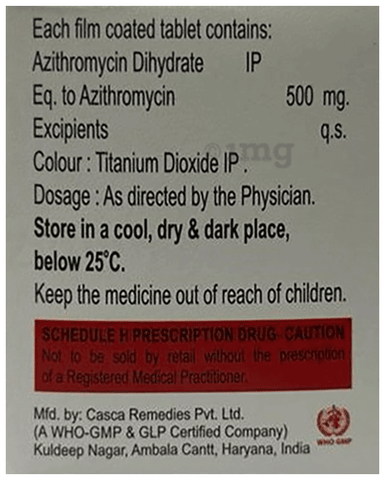 Each film coated tablet contains:
Azithromycin Dihydrate IP
Eq. to Azithromycin 500 mg.
Excipients q.s.
1mg
Colour : Titanium Dioxide IP .
Dosage : As directed by the Physician.
Store in a cool, dry & dark place,
below 25°C.
Keep the medicine out of reach of children.
SCHEDULE H PRESCRIPTION DRUG- CAUTION
Not to be sold by retail without the prescription
of a Registered Medical Practitioner.
Mfd. by: Casca Remedies Pvt. Ltd.
(A WHO-GMP & GLP Certified Company)
Kuldeep Nagar, Ambala Cantt, Haryana, India
WHO GMP